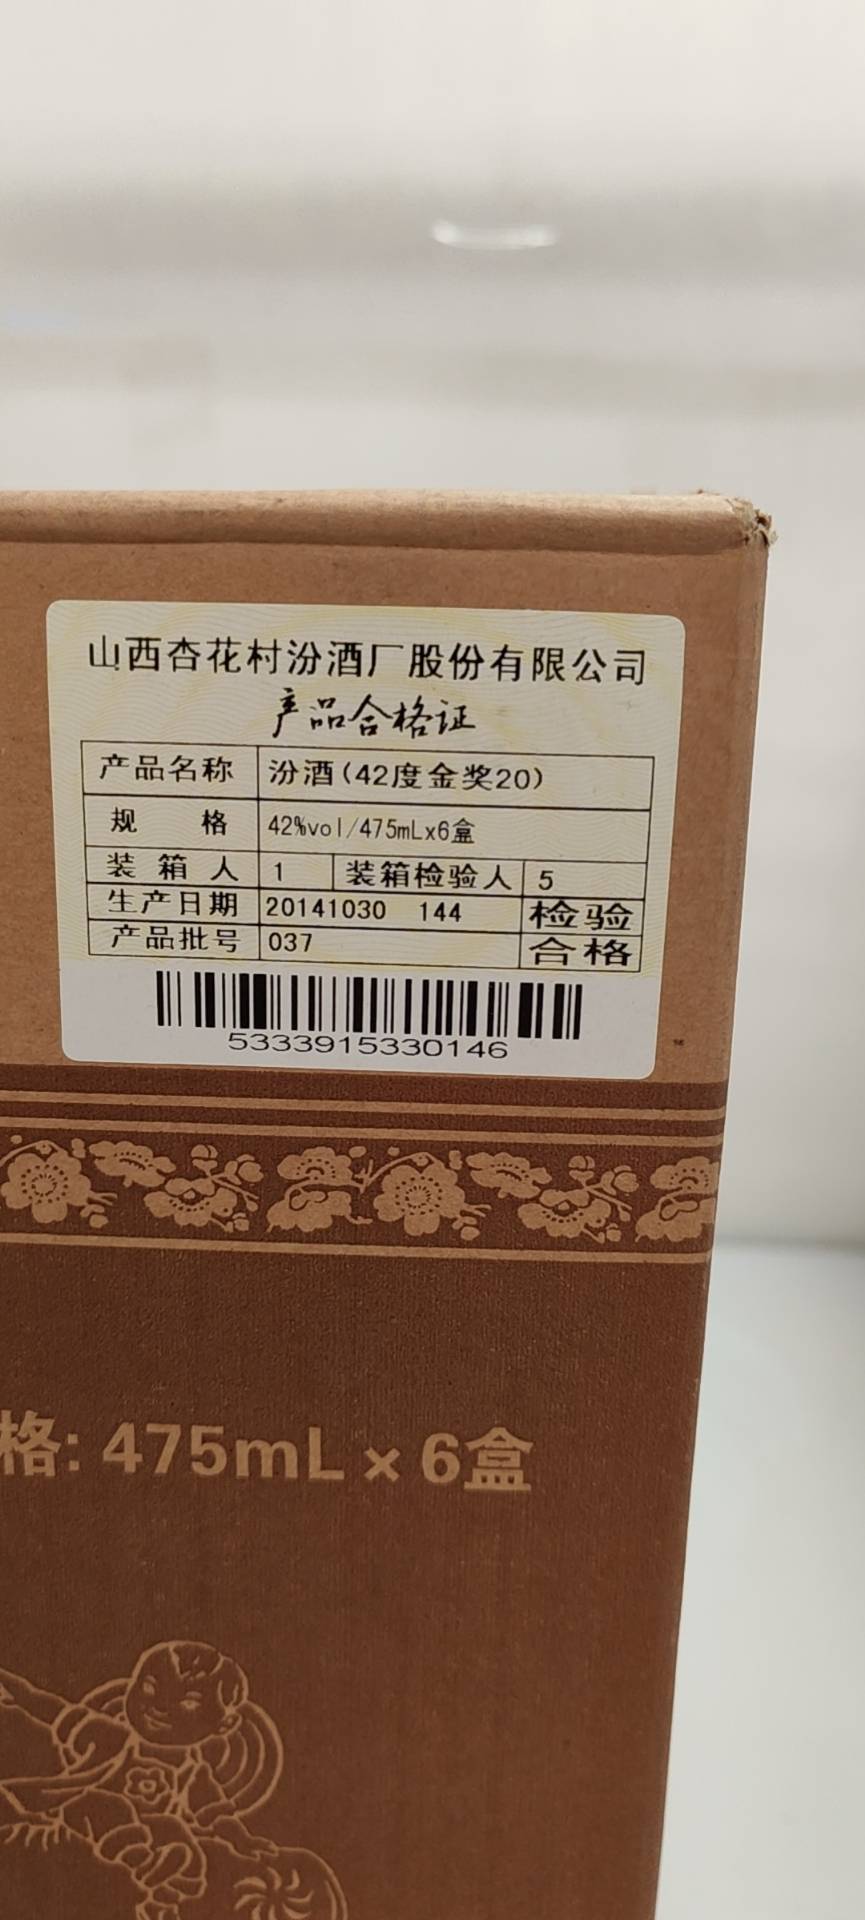 山西杏花村汾酒厂股份有限公司
产品合格证
产品名称 汾酒(42度金奖20)
规 格 42%vol/475mLx6盒
装箱人 1 装箱检验人 5
生产日期 20141030 144 检验
产品批号 037 合格
5333915330146
格: 475mL×6盒